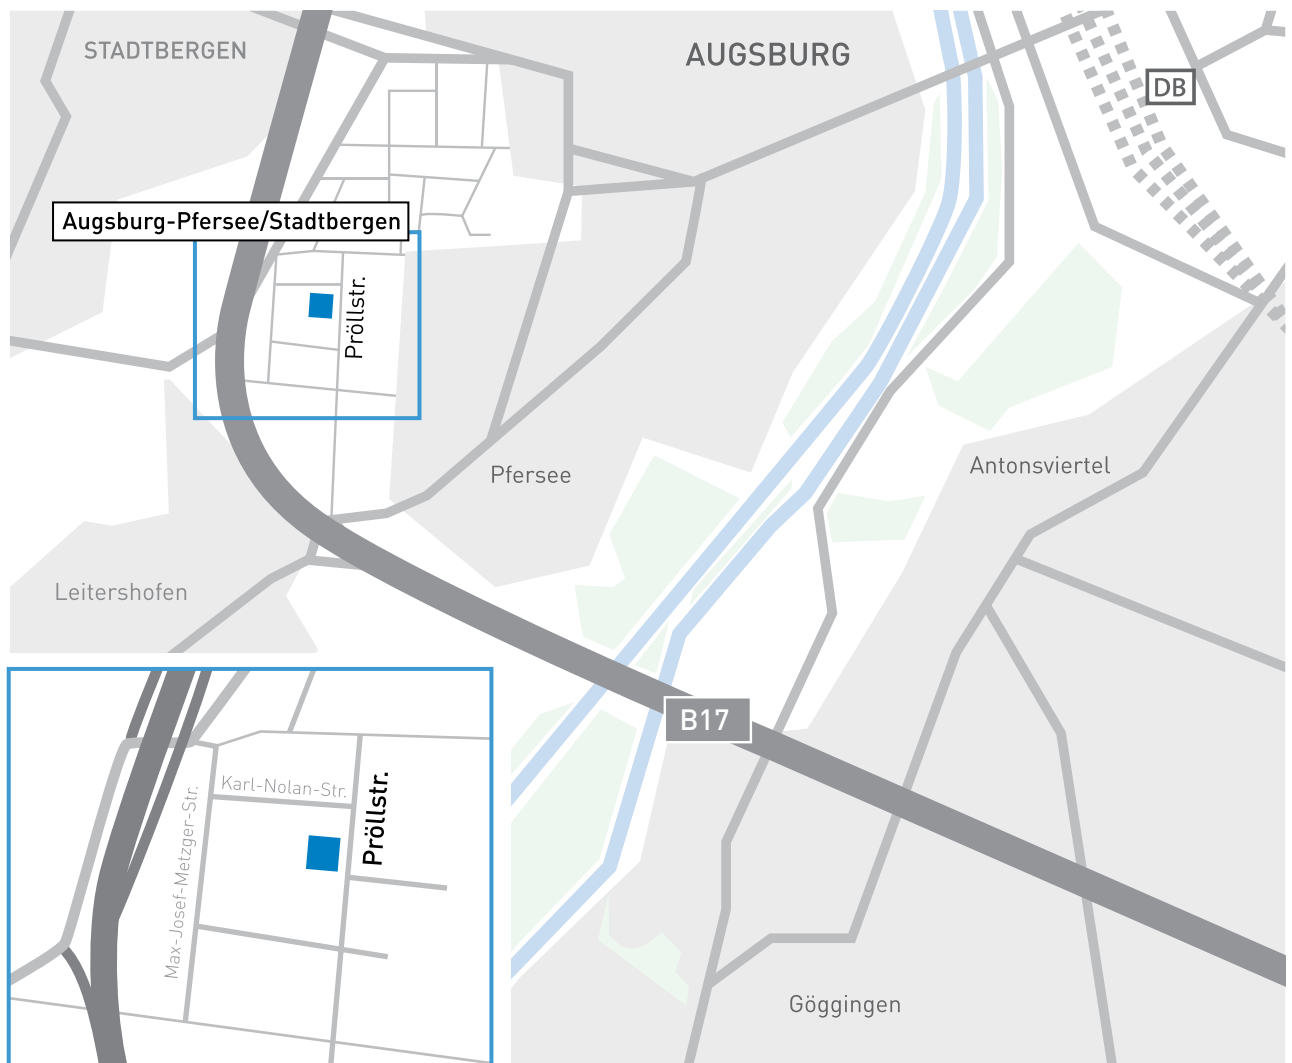 STADTBERGEN
AUGSBURG
DB
Augsburg-Pfersee/Stadtbergen
Pröllstr.
Pfersee
Antonsviertel
Leitershofen
B17
Karl-Nolan-Str.
Pröllstr.
Max-Josef-Metzger-Str.
Göggingen